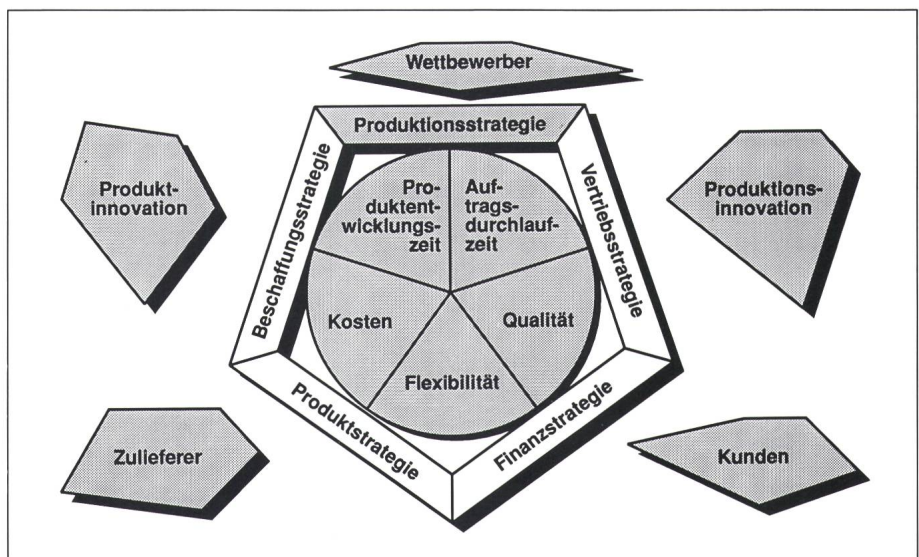 Wettbewerber
Produktionsstrategie
Produkt-
innovation
Beschaffungsstrategie
Pro-
duktent-
wicklungs-
zeit
Auf-
trags-
durchlauf-
zeit
Vertriebsstrategie
Produktions-
innovation
Kosten
Qualität
Flexibilität
Produktstrategie
Finanzstrategie
Zulieferer
Kunden